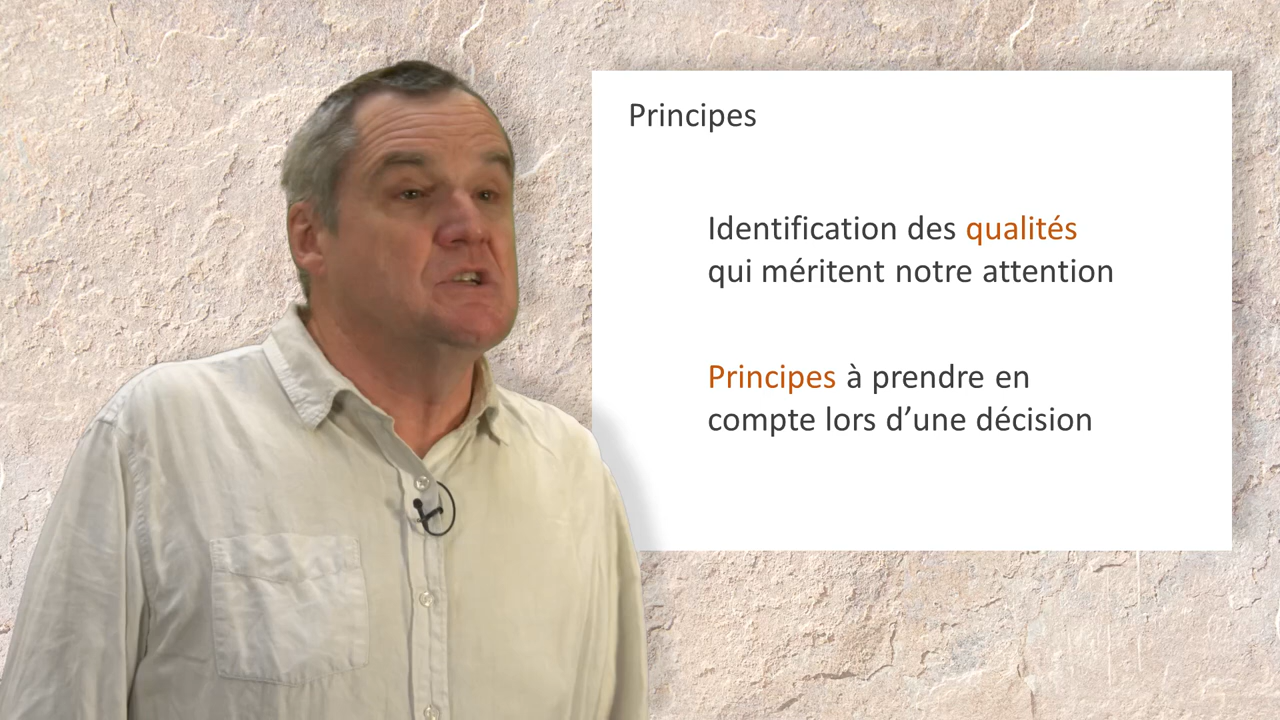 Principes
Identification des qualités
qui méritent notre attention
Principes à prendre en
compte lors d’une décision